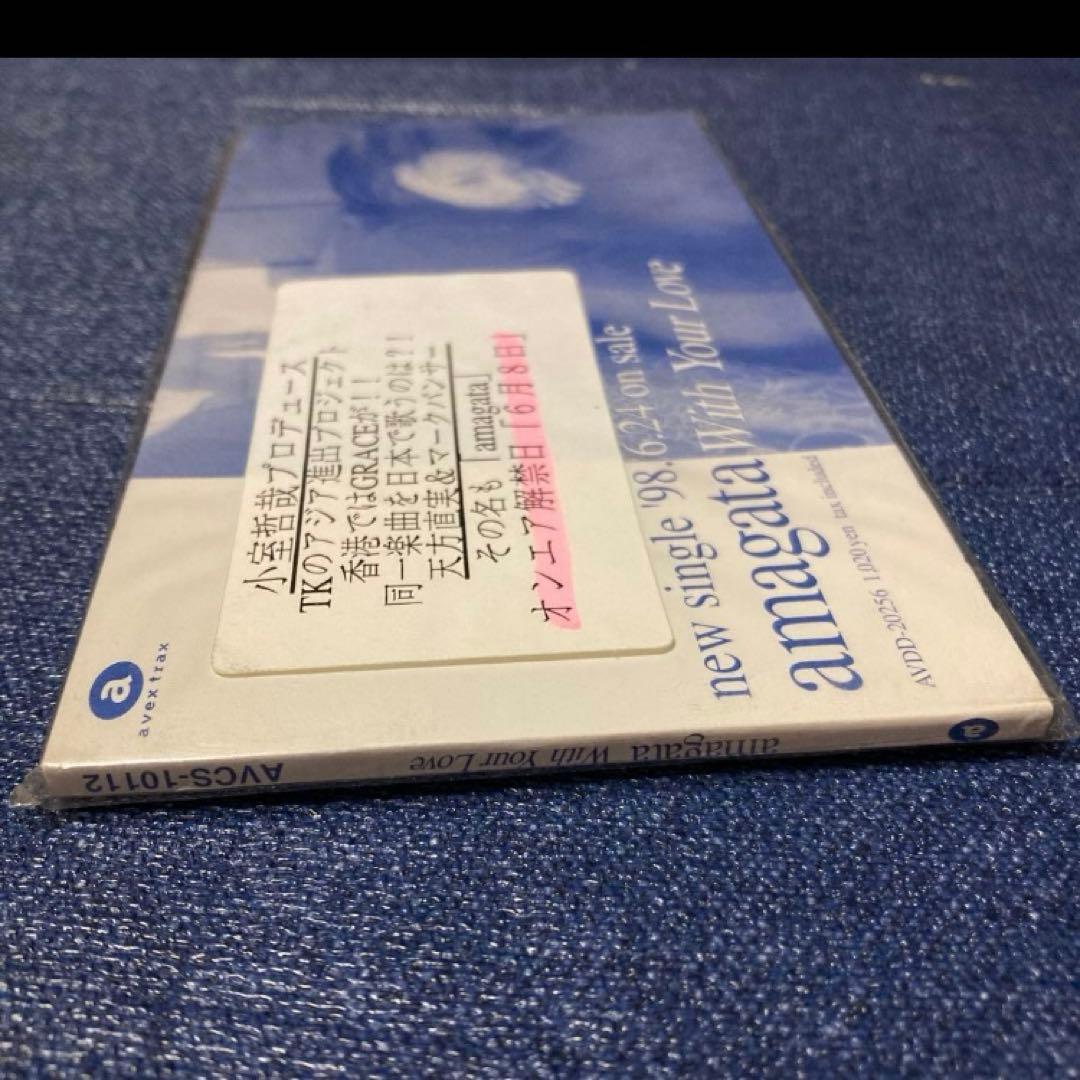 小室哲哉プロデュース
TKのアジア進出プロジェクト
香港ではGRACEが!!
同一楽曲を日本で歌うのは?!
天方直実&マークパンサー
その名も「amagata」
オンエア解禁日「6月8日」
new single '98. 6.24 on sale
amagata With Your Love
AVDD-20256 1,020yen tax included
a
avex trax
AVCS-10112
amagata With Your Love
a